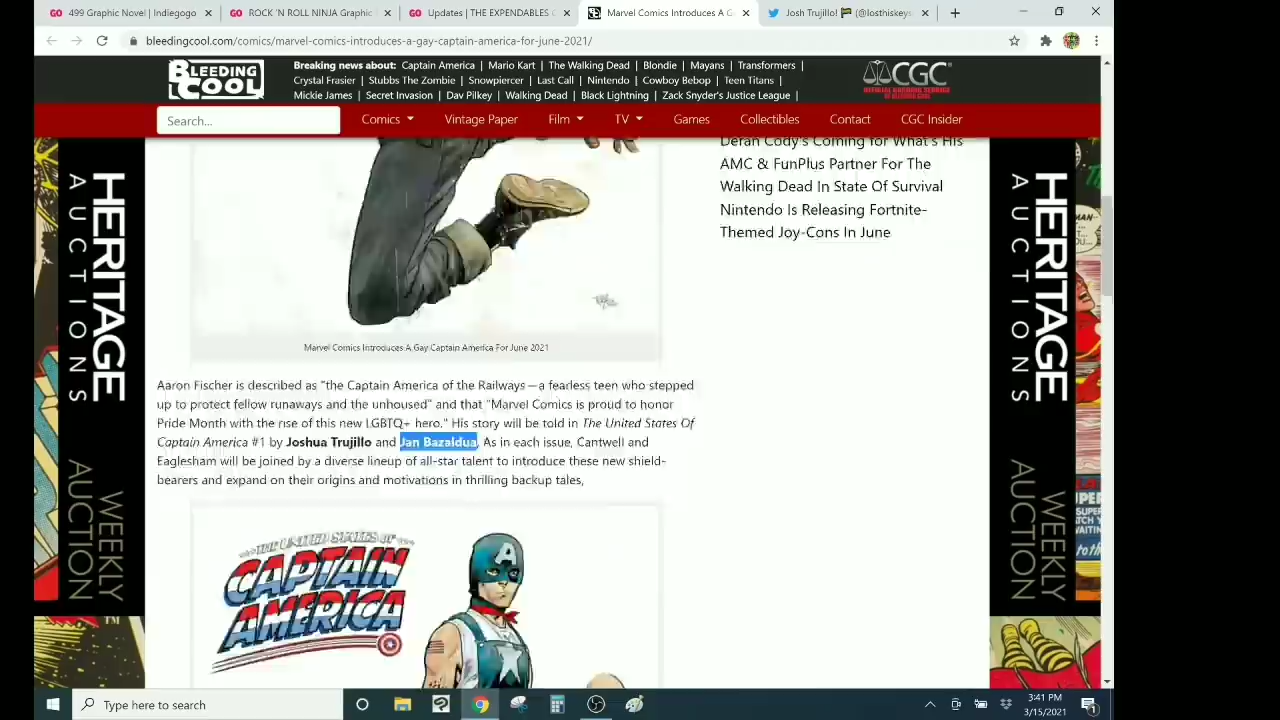 499 Graphic Novel | Indiegogo
ROCK 'N ROLL NINJA Graphic
Updates | THE EXPENDABLES G
Marvel Comics Introduces A G
Josh Trujillo! (@losthiskeys
bleedingcool.com/comics/marvel-comics-introduces-a-gay-captain-america-for-june-2021/
BLEEDING COOL
Breaking news about: Captain America | Mario Kart | The Walking Dead | Blondie | Mayans | Transformers |
Crystal Frasier | Stubbs The Zombie | Snowpiercer | Last Call | Nintendo | Cowboy Bebop | Teen Titans |
Mickie James | Secret Invasion | Dav Pilkey | Walking Dead | Black Lightning | Zack Snyder's Justice League |
CGC
Search...
Comics
Vintage Paper
Film
TV
Games
Collectibles
Contact
CGC Insider
Deran Cody's Coming for What's His
AMC & FunPlus Partner For The
Walking Dead In State Of Survival
Nintendo Is Releasing Fortnite-
Themed Joy-Cons In June
HERITAGE
AUCTIONS
WEEKLY
AUCTION
HERITAGE
AUCTIONS
WEEKLY
AUCTION
Marvel Comics Introduces A Gay Captain America For June 2021
Aaron Fischer is described as "the Captain America of the Railways—a fearless teen who stepped
up to protect fellow runaways and the unhoused" and that "Marvel Comics is proud to honor
Pride Month with the rise of this new LGBTQ+ hero." His story will be told in The United States Of
Captain America #1 by Joshua Trujillo and Jan Bazaldua. As in each issue, Cantwell and
Eaglesham will be joined by a diverse lineup of all-star talent to introduce these new shield-
bearers and expand on their origins and motivations in thrilling backup tales,
THE UNITED STATES OF
CAPTAIN
AMERICA
A
TM
Type here to search
3:41 PM
3/15/2021